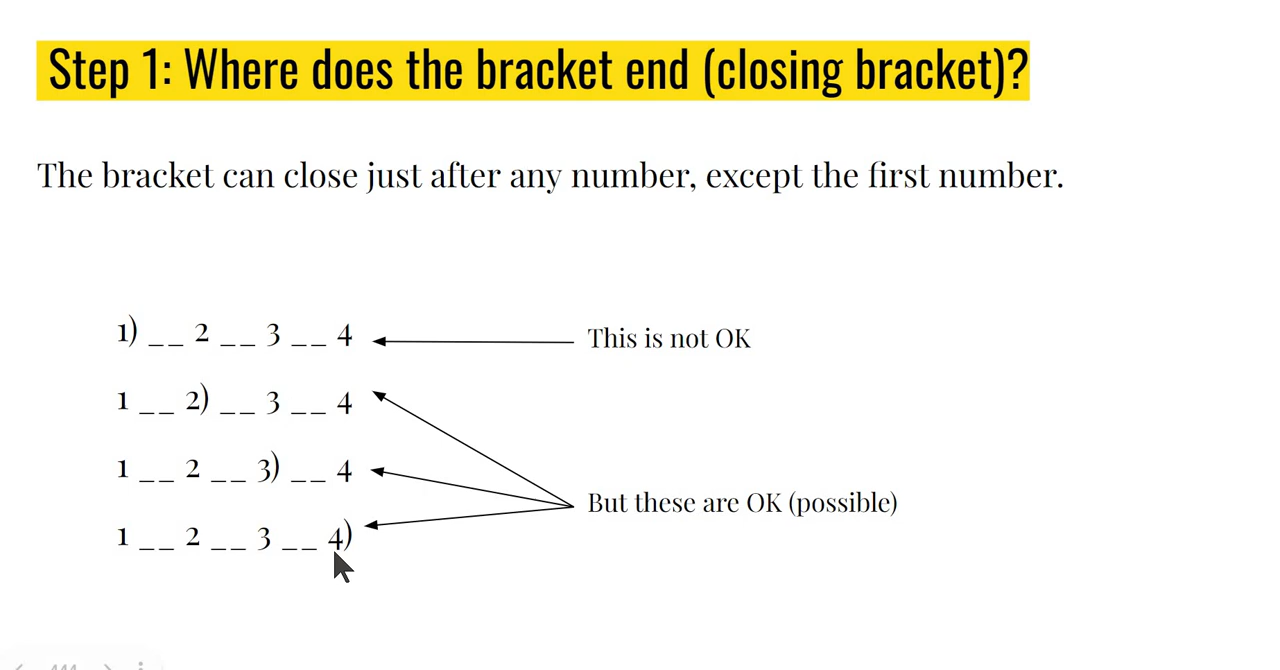 Step 1: Where does the bracket end (closing bracket)?
The bracket can close just after any number, except the first number.
1) __ 2 __ 3 __ 4
This is not OK
1 __ 2) __ 3 __ 4
1 __ 2 __ 3) __ 4
But these are OK (possible)
1 __ 2 __ 3 __ 4)